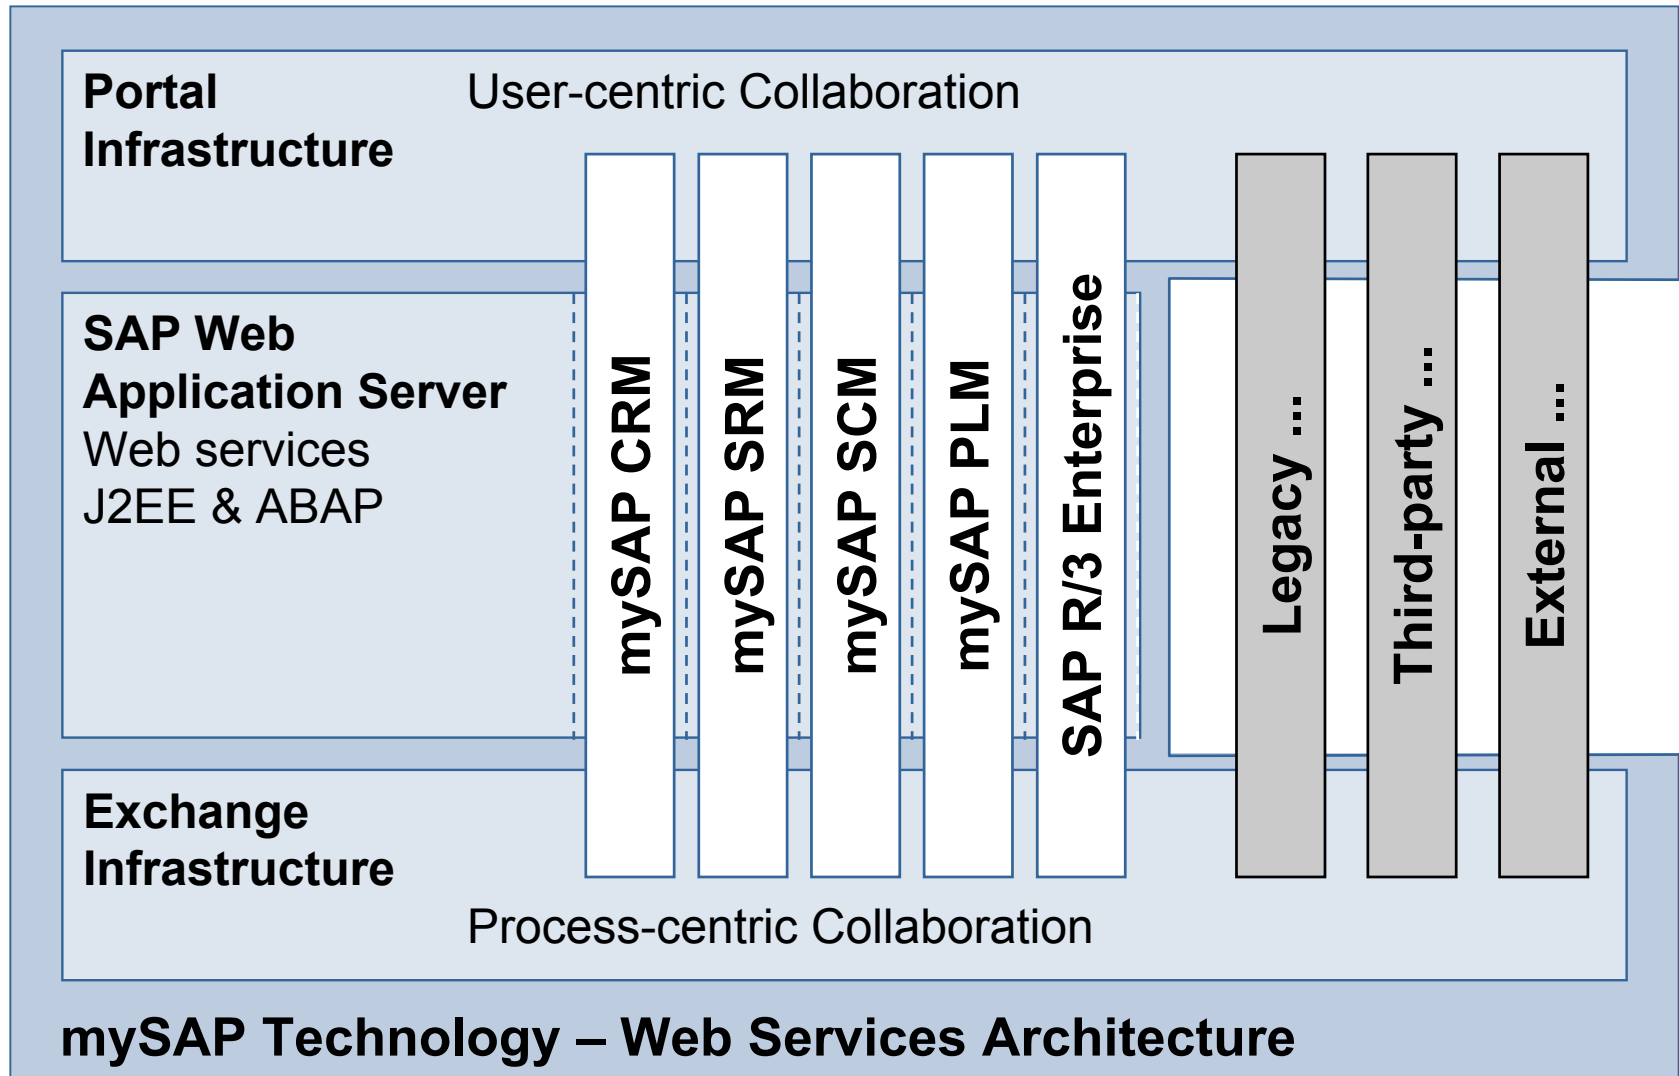 Portal
Infrastructure
User-centric Collaboration
SAP Web
Application Server
Web services
J2EE & ABAP
mySAP CRM
mySAP SRM
mySAP SCM
mySAP PLM
SAP R/3 Enterprise
Legacy ...
Third-party ...
External ...
Exchange
Infrastructure
Process-centric Collaboration
mySAP Technology – Web Services Architecture